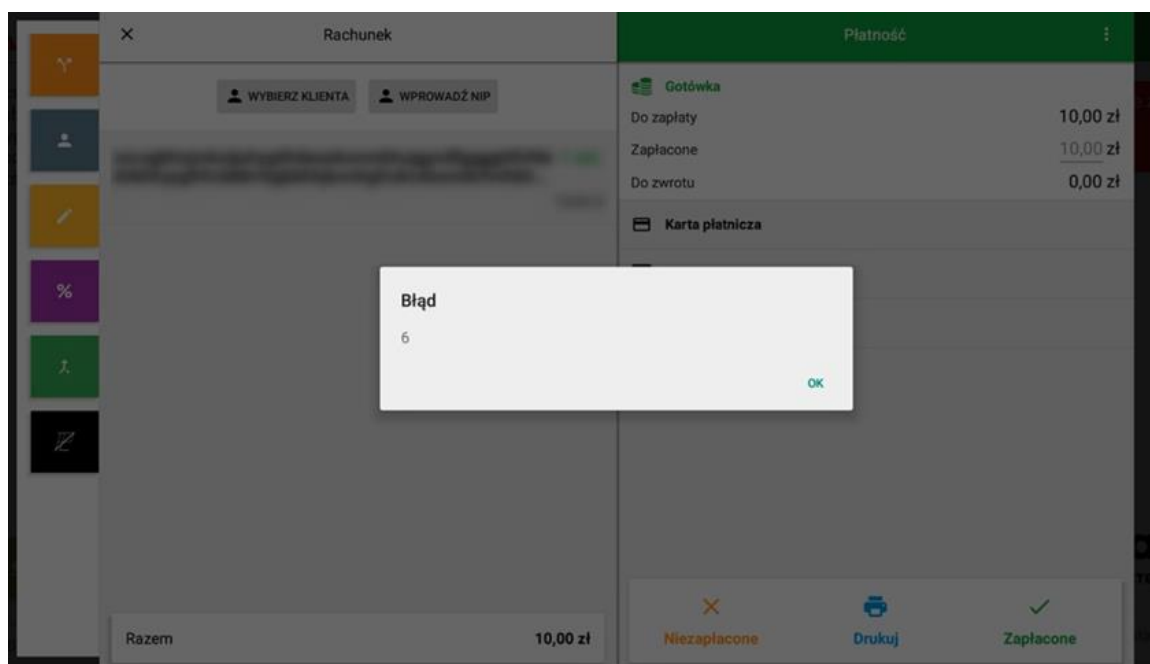 Rachunek
Płatność
WYBIERZ KLIENTA
WPROWADŹ NIP
Gotówka
Do zapłaty 10,00 zł
Zapłacone 10,00 zł
Do zwrotu 0,00 zł
Karta płatnicza
%
Błąd
6
OK
Razem 10,00 zł
Niezapłacone
Drukuj
Zapłacone